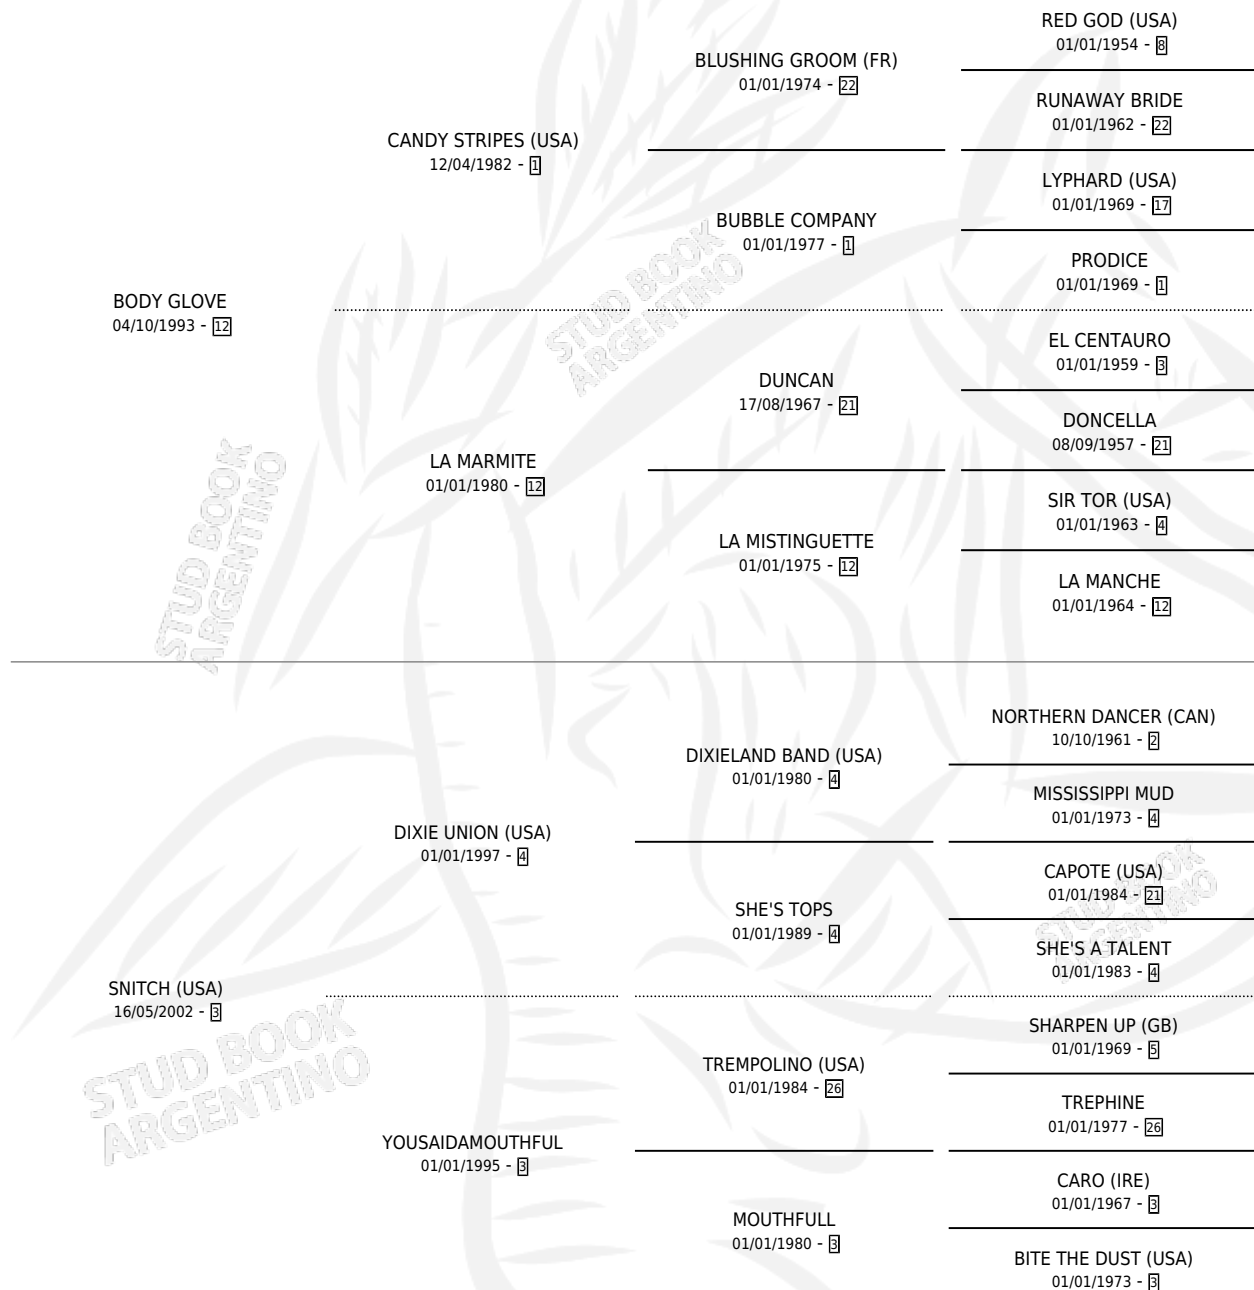 RED GOD (USA)
01/01/1954 - 8
BLUSHING GROOM (FR)
01/01/1974 - 22
RUNAWAY BRIDE
01/01/1962 - 22
CANDY STRIPES (USA)
12/04/1982 - 1
LYPHARD (USA)
01/01/1969 - 17
BUBBLE COMPANY
01/01/1977 - 1
PRODICE
01/01/1969 - 1
BODY GLOVE
04/10/1993 - 12
EL CENTAURO
01/01/1959 - 3
DUNCAN
17/08/1967 - 21
DONCELLA
08/09/1957 - 21
LA MARMITE
01/01/1980 - 12
SIR TOR (USA)
01/01/1963 - 4
LA MISTINGUETTE
01/01/1975 - 12
LA MANCHE
01/01/1964 - 12
STUD BOOK
ARGENTINO
STUD BOOK
ARGENTINO
NORTHERN DANCER (CAN)
10/10/1961 - 2
DIXIELAND BAND (USA)
01/01/1980 - 4
MISSISSIPPI MUD
01/01/1973 - 4
DIXIE UNION (USA)
01/01/1997 - 4
CAPOTE (USA)
01/01/1984 - 21
SHE'S TOPS
01/01/1989 - 4
SHE'S A TALENT
01/01/1983 - 4
STUD BOOK
ARGENTINO
SNITCH (USA)
16/05/2002 - 3
SHARPEN UP (GB)
01/01/1969 - 5
TREMPOLINO (USA)
01/01/1984 - 26
TREPHINE
01/01/1977 - 26
YOUSAIDAMOUTHFUL
01/01/1995 - 3
CARO (IRE)
01/01/1967 - 3
MOUTHFULL
01/01/1980 - 3
BITE THE DUST (USA)
01/01/1973 - 3
STUD BOOK
ARGENTINO